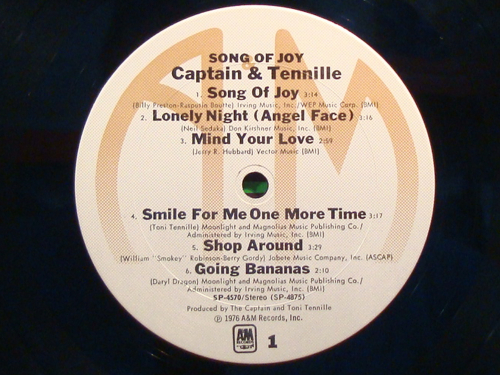 SONG OF JOY
Captain & Tennille
1. Song Of Joy 3:14
(Billy Preston-Raspusin Boutte) Irving Music, Inc./WEP Music Corp. (BMI)
2. Lonely Night (Angel Face) 3:16
(Neil Sedaka) Don Kirshner Music, Inc. (BMI)
3. Mind Your Love 2:59
(Jerry R. Hubbard) Vector Music (BMI)
4. Smile For Me One More Time 3:17
(Toni Tennille) Moonlight and Magnolias Music Publishing Co./
Administered by Irving Music, Inc. (BMI)
5. Shop Around 3:29
(William "Smokey" Robinson-Berry Gordy) Jobete Music Company, Inc. (ASCAP)
6. Going Bananas 2:10
(Daryl Dragon) Moonlight and Magnolias Music Publishing Co./
Administered by Irving Music, Inc. (BMI)
SP-4570/Stereo (SP-4875)
Produced by The Captain and Toni Tennille
℗ 1976 A&M Records, Inc.
A&M
RECORDS
1